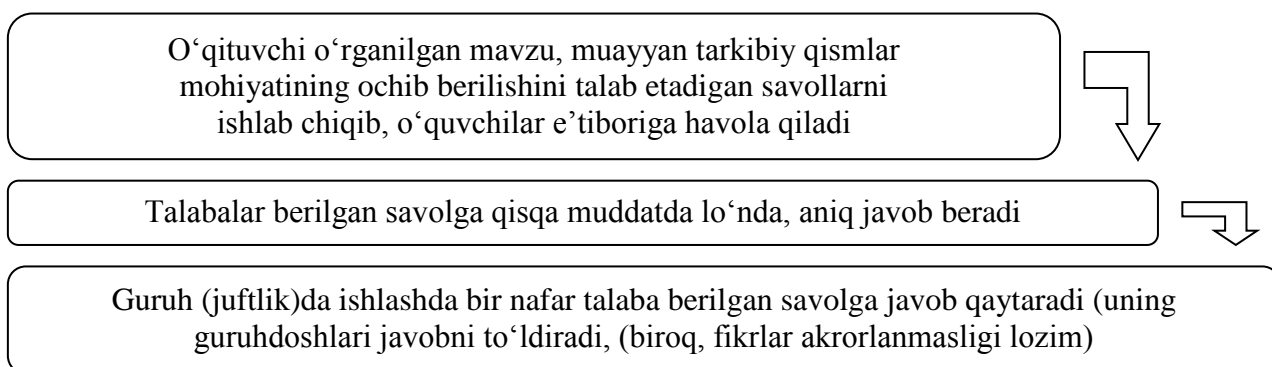 O‘qituvchi o‘rganilgan mavzu, muayyan tarkibiy qismlar
mohiyatining ochib berilishini talab etadigan savollarni
ishlab chiqib, o‘quvchilar e’tiboriga havola qiladi
Talabalar berilgan savolga qisqa muddatda lo‘nda, aniq javob beradi
Guruh (juftlik)da ishlashda bir nafar talaba berilgan savolga javob qaytaradi (uning
guruhdoshlari javobni to‘ldiradi, (biroq, fikrlar akrorlanmasligi lozim)